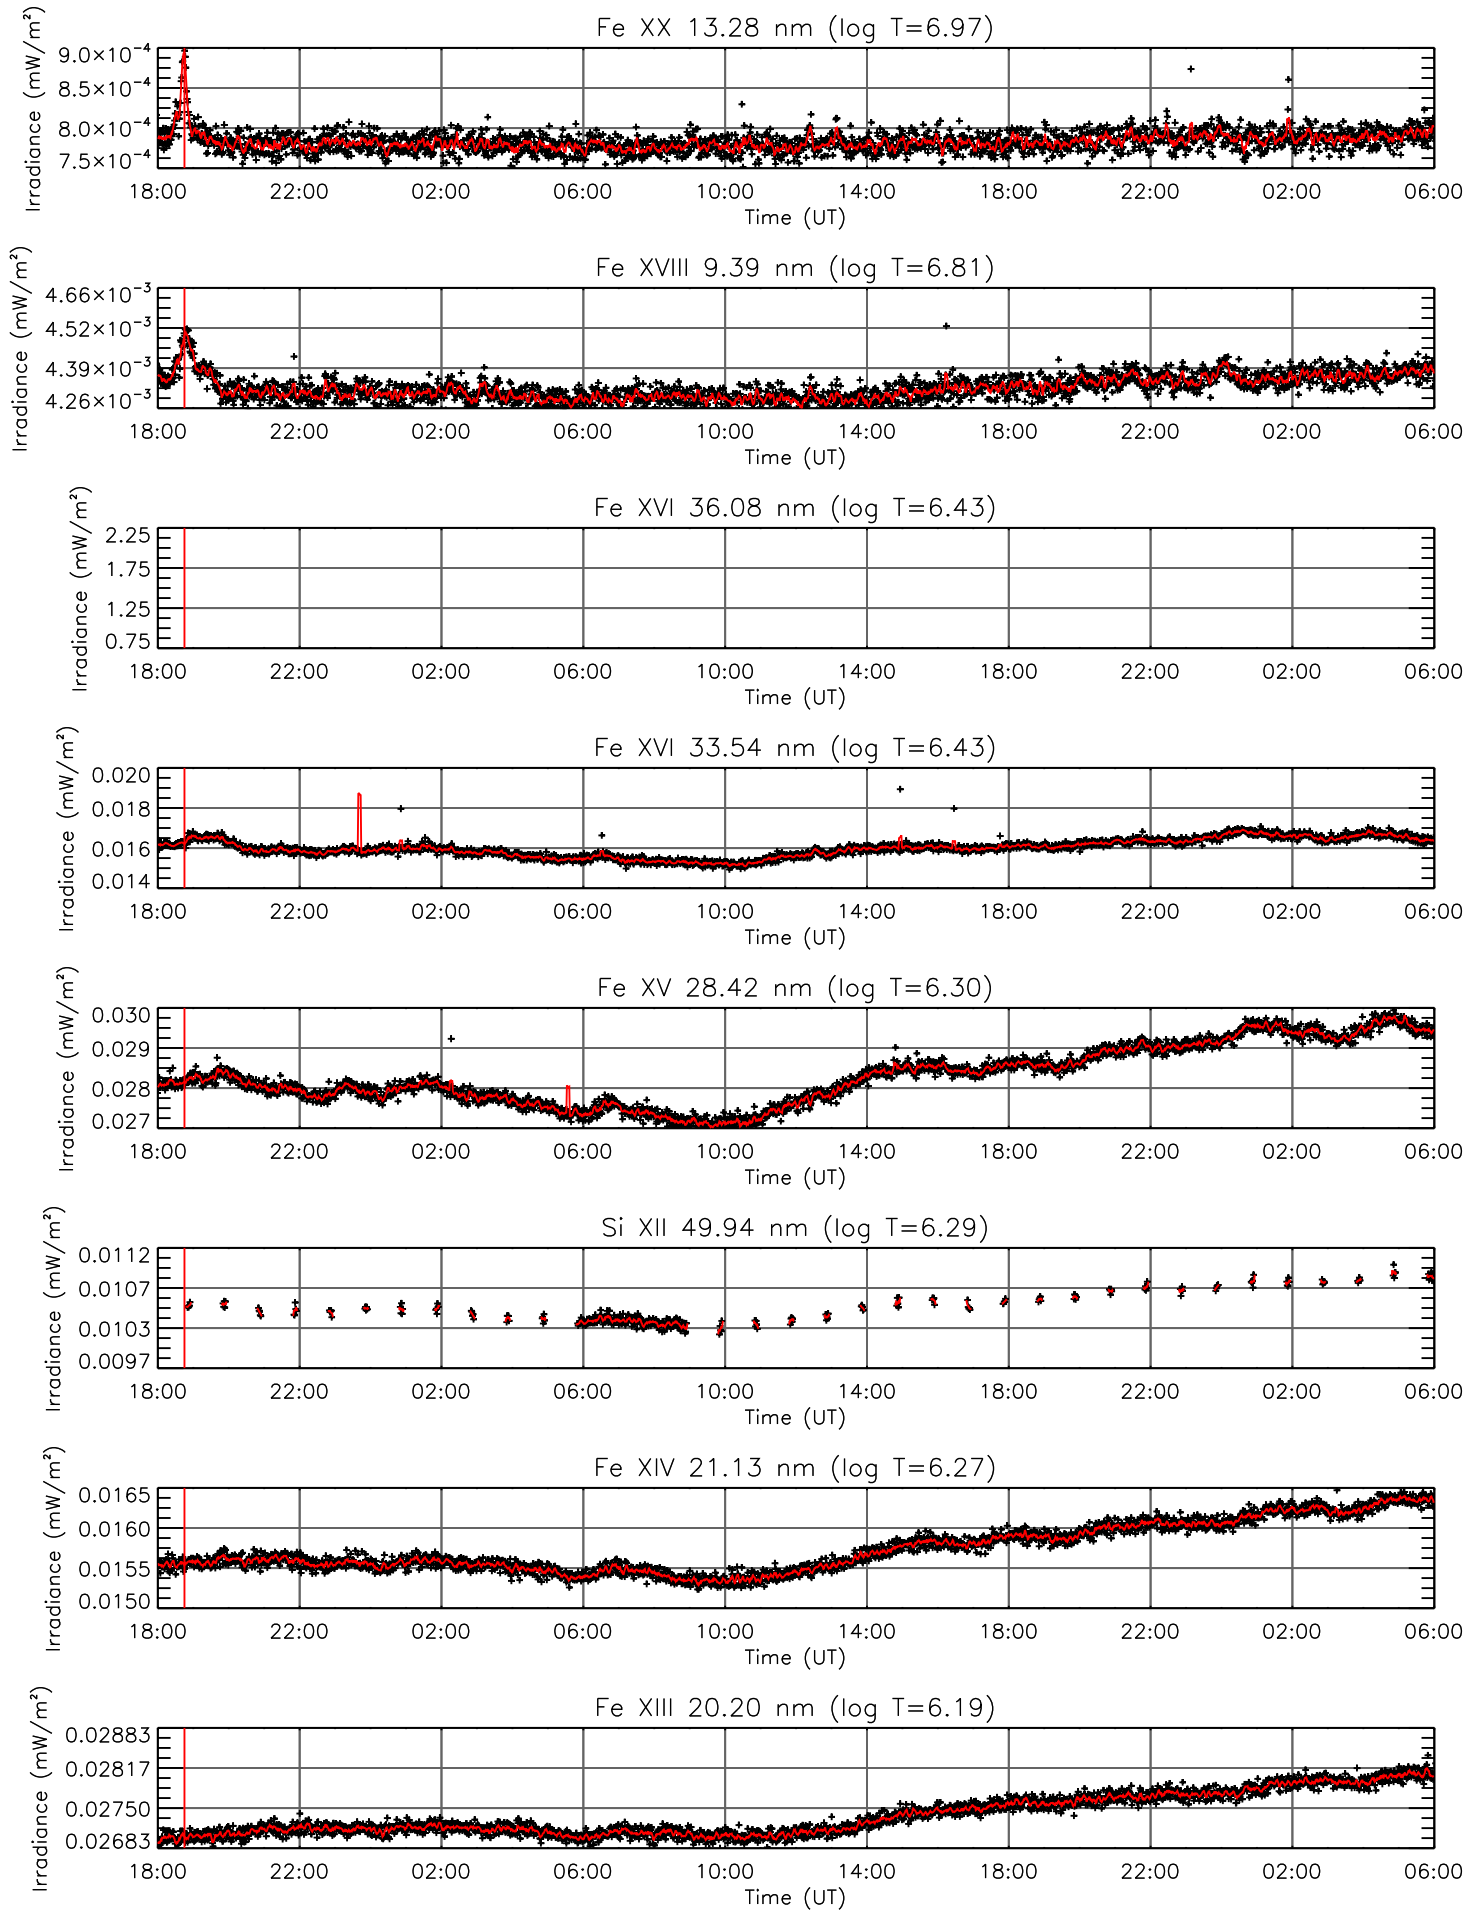 Fe XX 13.28 nm (log T=6.97)
Irradiance (mW/m²)
9.0×10⁻⁴
8.5×10⁻⁴
8.0×10⁻⁴
7.5×10⁻⁴
18:00 22:00 02:00 06:00 10:00 14:00 18:00 22:00 02:00 06:00
Time (UT)
Fe XVIII 9.39 nm (log T=6.81)
Irradiance (mW/m²)
4.66×10⁻³
4.52×10⁻³
4.39×10⁻³
4.26×10⁻³
18:00 22:00 02:00 06:00 10:00 14:00 18:00 22:00 02:00 06:00
Time (UT)
Fe XVI 36.08 nm (log T=6.43)
Irradiance (mW/m²)
2.25
1.75
1.25
0.75
18:00 22:00 02:00 06:00 10:00 14:00 18:00 22:00 02:00 06:00
Time (UT)
Fe XVI 33.54 nm (log T=6.43)
Irradiance (mW/m²)
0.020
0.018
0.016
0.014
18:00 22:00 02:00 06:00 10:00 14:00 18:00 22:00 02:00 06:00
Time (UT)
Fe XV 28.42 nm (log T=6.30)
Irradiance (mW/m²)
0.030
0.029
0.028
0.027
18:00 22:00 02:00 06:00 10:00 14:00 18:00 22:00 02:00 06:00
Time (UT)
Si XII 49.94 nm (log T=6.29)
Irradiance (mW/m²)
0.0112
0.0107
0.0103
0.0097
18:00 22:00 02:00 06:00 10:00 14:00 18:00 22:00 02:00 06:00
Time (UT)
Fe XIV 21.13 nm (log T=6.27)
Irradiance (mW/m²)
0.0165
0.0160
0.0155
0.0150
18:00 22:00 02:00 06:00 10:00 14:00 18:00 22:00 02:00 06:00
Time (UT)
Fe XIII 20.20 nm (log T=6.19)
Irradiance (mW/m²)
0.02883
0.02817
0.02750
0.02683
18:00 22:00 02:00 06:00 10:00 14:00 18:00 22:00 02:00 06:00
Time (UT)